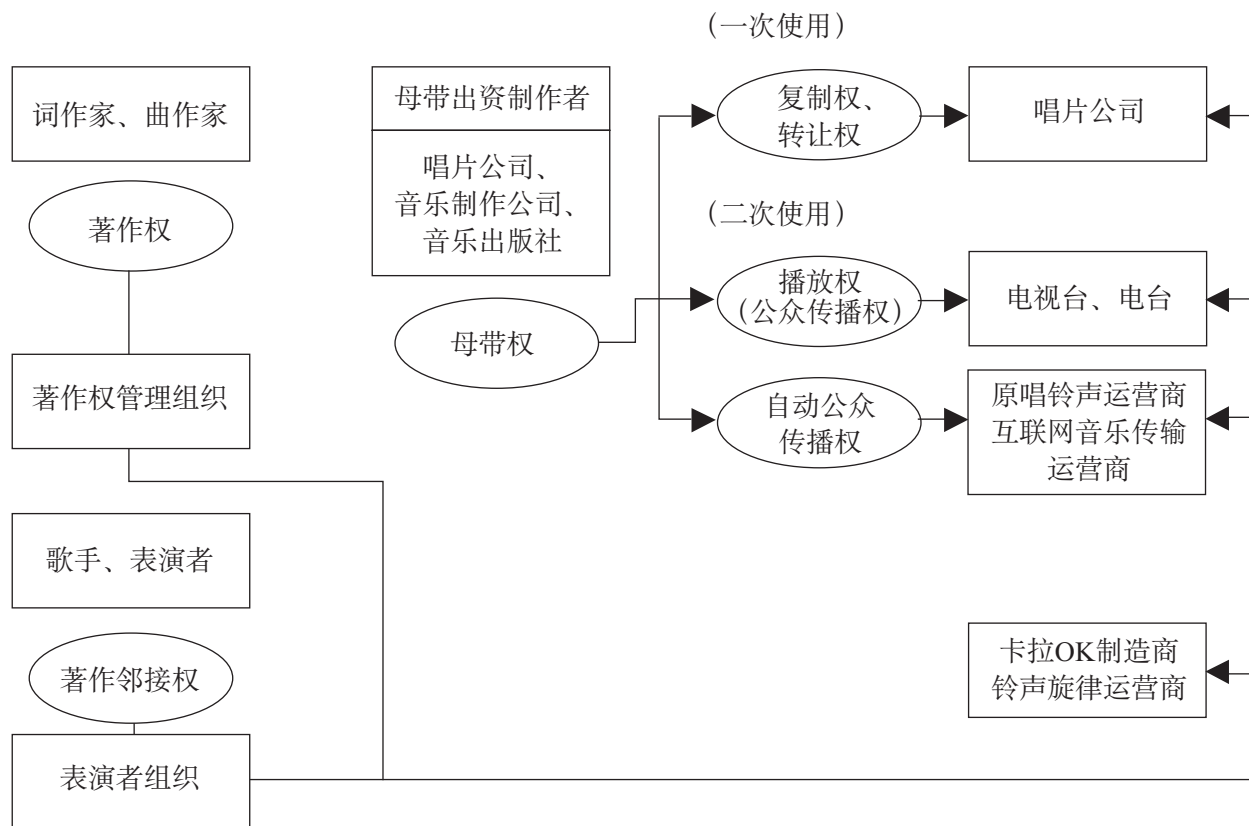 （一次使用）
词作家、曲作家
母带出资制作者
复制权、
转让权
唱片公司
唱片公司、
音乐制作公司、
音乐出版社
著作权
（二次使用）
播放权
（公众传播权）
电视台、电台
母带权
著作权管理组织
自动公众
传播权
原唱铃声运营商
互联网音乐传输
运营商
歌手、表演者
著作邻接权
卡拉OK制造商
铃声旋律运营商
表演者组织